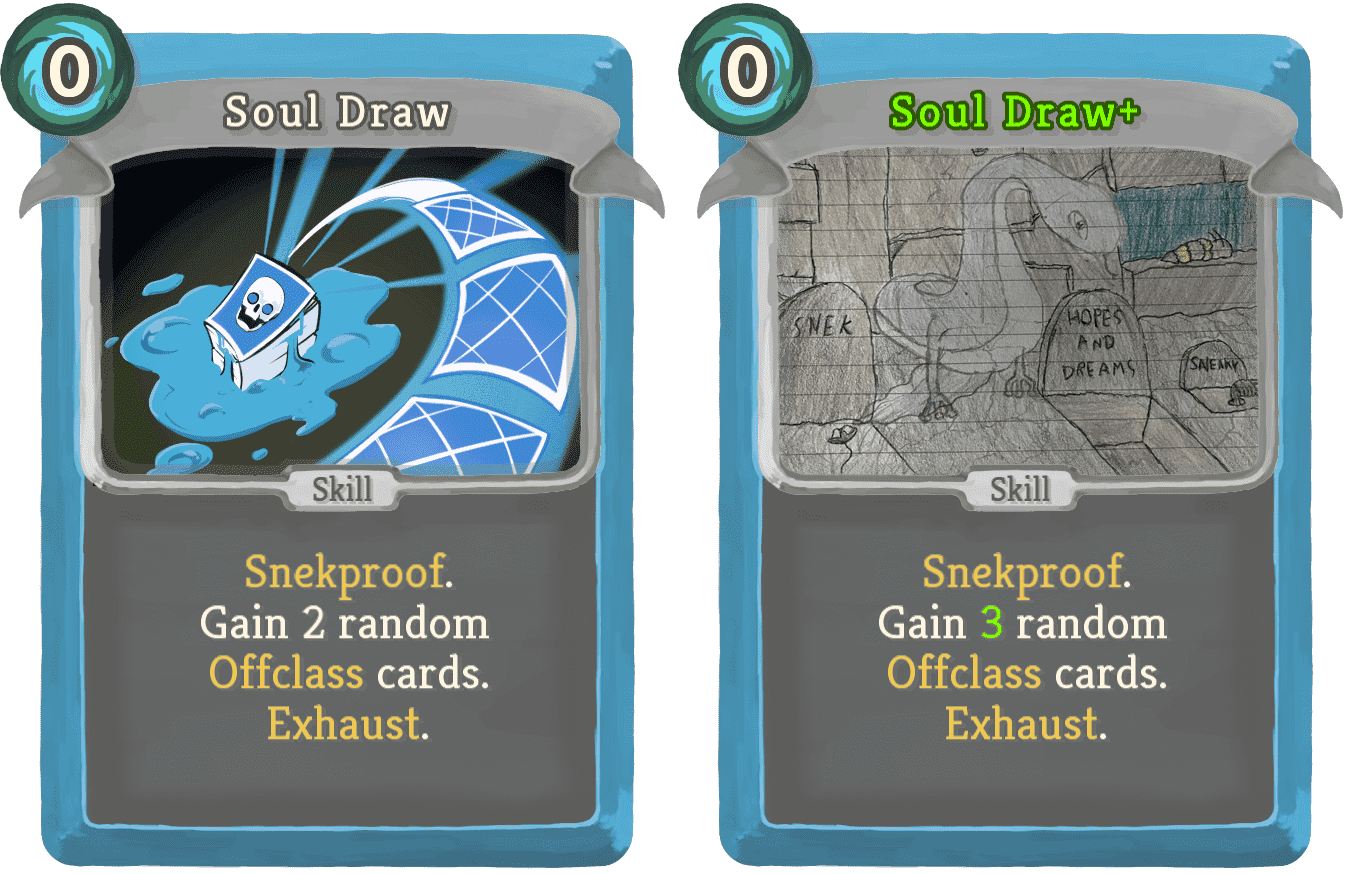 0
Soul Draw
Skill
Snekproof.
Gain 2 random
Offclass cards.
Exhaust.
0
Soul Draw+
SNEK
HOPES
AND
DREAMS
SNEAKY
Skill
Snekproof.
Gain 3 random
Offclass cards.
Exhaust.